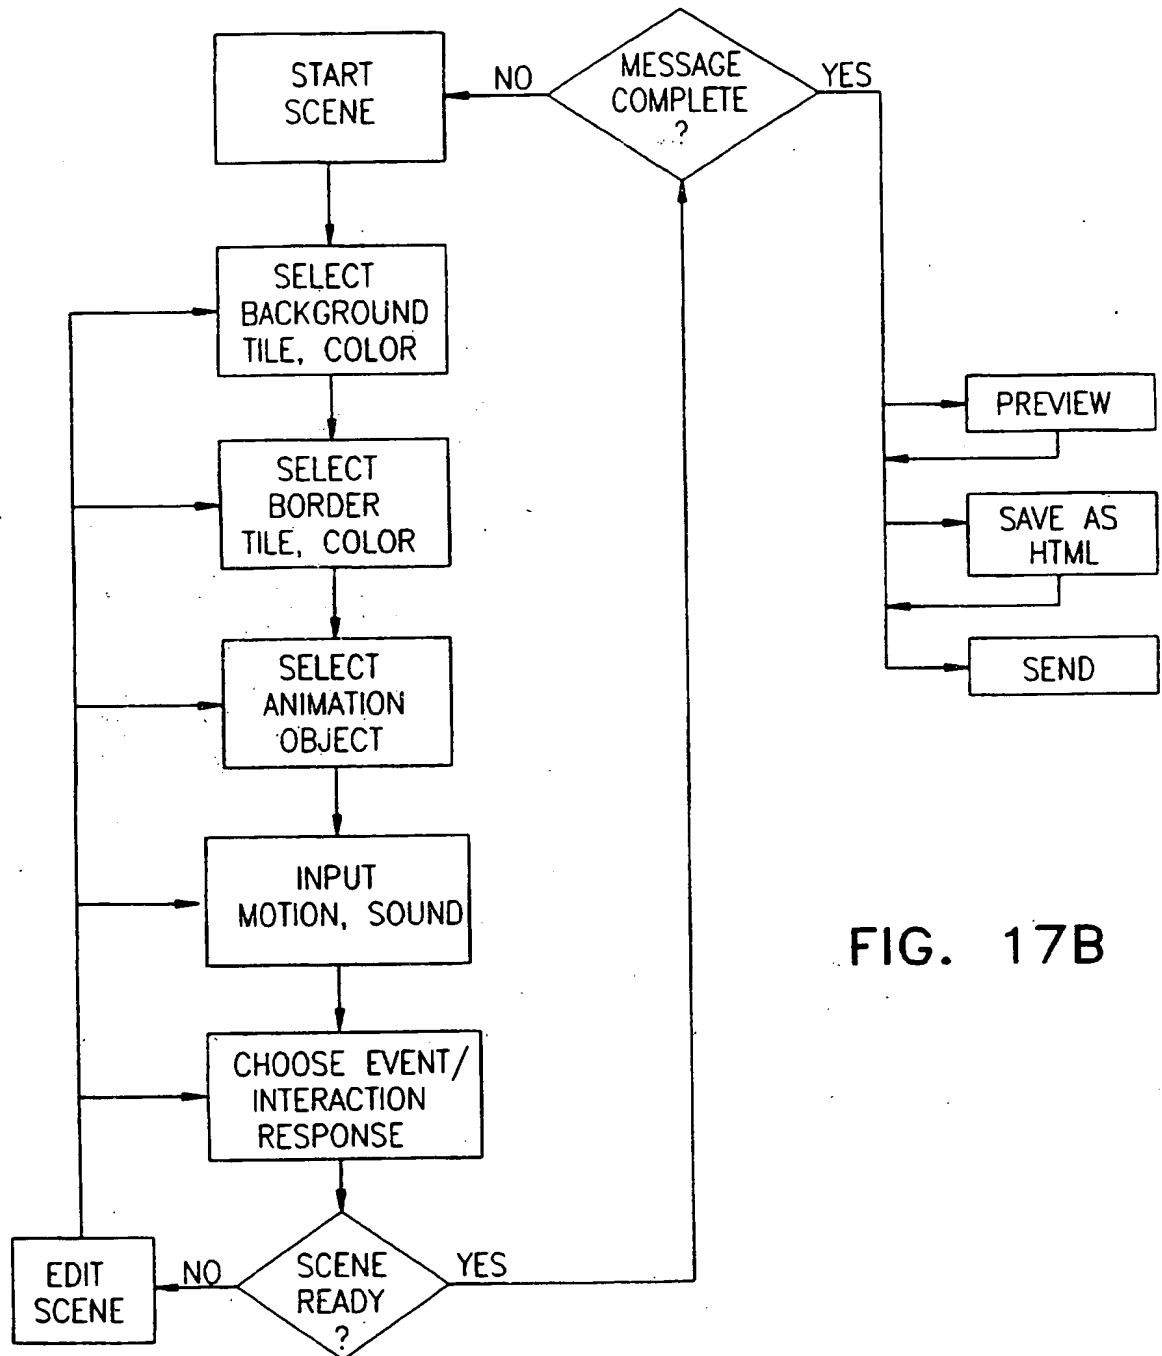 START
SCENE
NO
MESSAGE
COMPLETE
?
YES
SELECT
BACKGROUND
TILE, COLOR
SELECT
BORDER
TILE, COLOR
SELECT
ANIMATION
OBJECT
INPUT
MOTION, SOUND
CHOOSE EVENT/
INTERACTION
RESPONSE
SCENE
READY
?
NO
YES
EDIT
SCENE
PREVIEW
SAVE AS
HTML
SEND
FIG. 17B